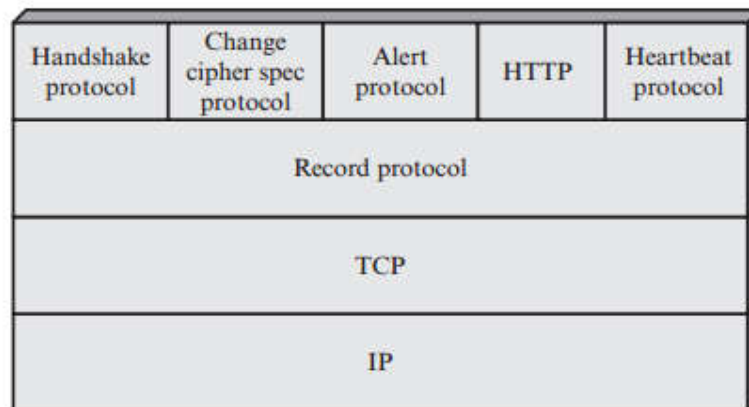 Handshake
protocol
Change
cipher spec
protocol
Alert
protocol
HTTP
Heartbeat
protocol
Record protocol
TCP
IP